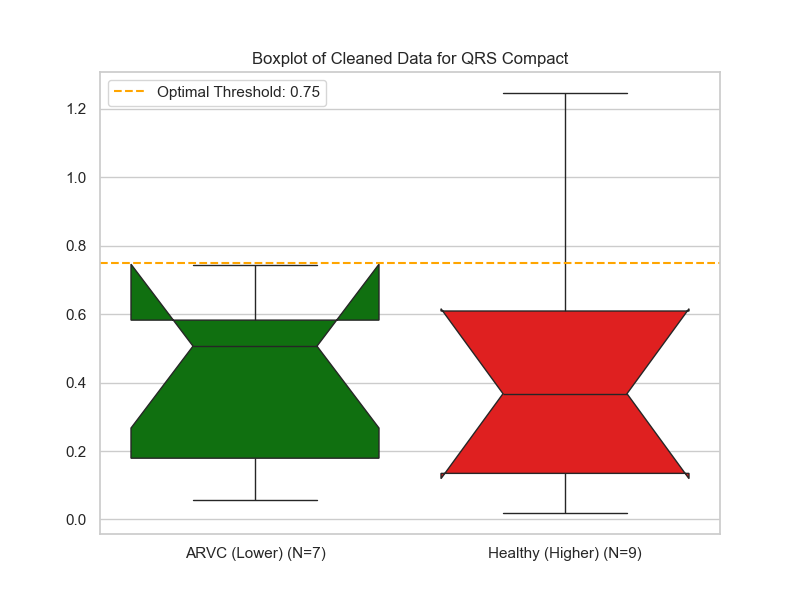 Boxplot of Cleaned Data for QRS Compact
Optimal Threshold: 0.75
1.2
1.0
0.8
0.6
0.4
0.2
0.0
ARVC (Lower) (N=7)
Healthy (Higher) (N=9)